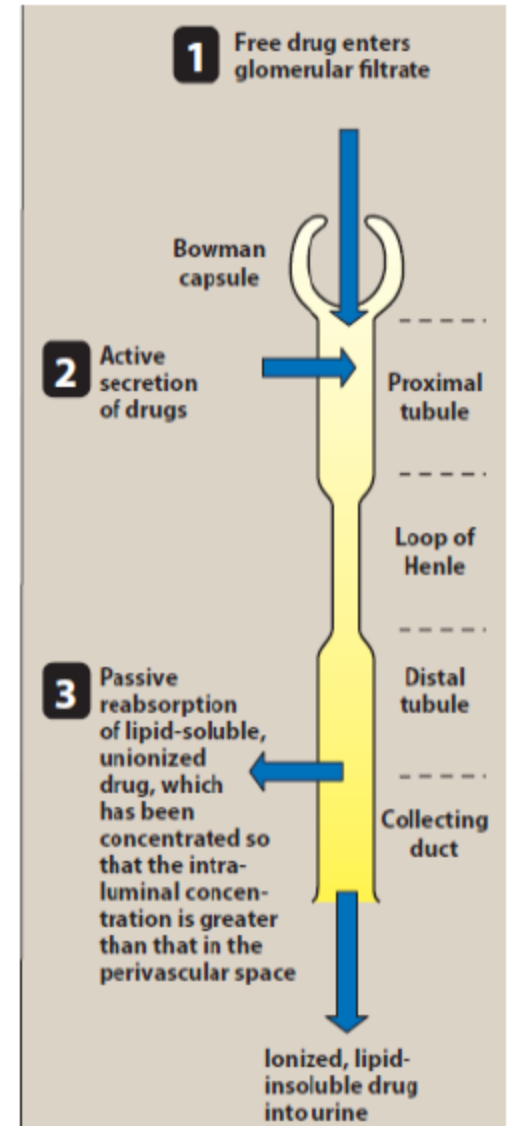 1
Free drug enters
glomerular filtrate
Bowman
capsule
2
Active
secretion
of drugs
Proximal
tubule
Loop of
Henle
3
Passive
reabsorption
of lipid-soluble,
unionized
drug, which
has been
concentrated so
that the intra-
luminal concen-
tration is greater
than that in the
perivascular space
Distal
tubule
Collecting
duct
Ionized, lipid-
insoluble drug
into urine